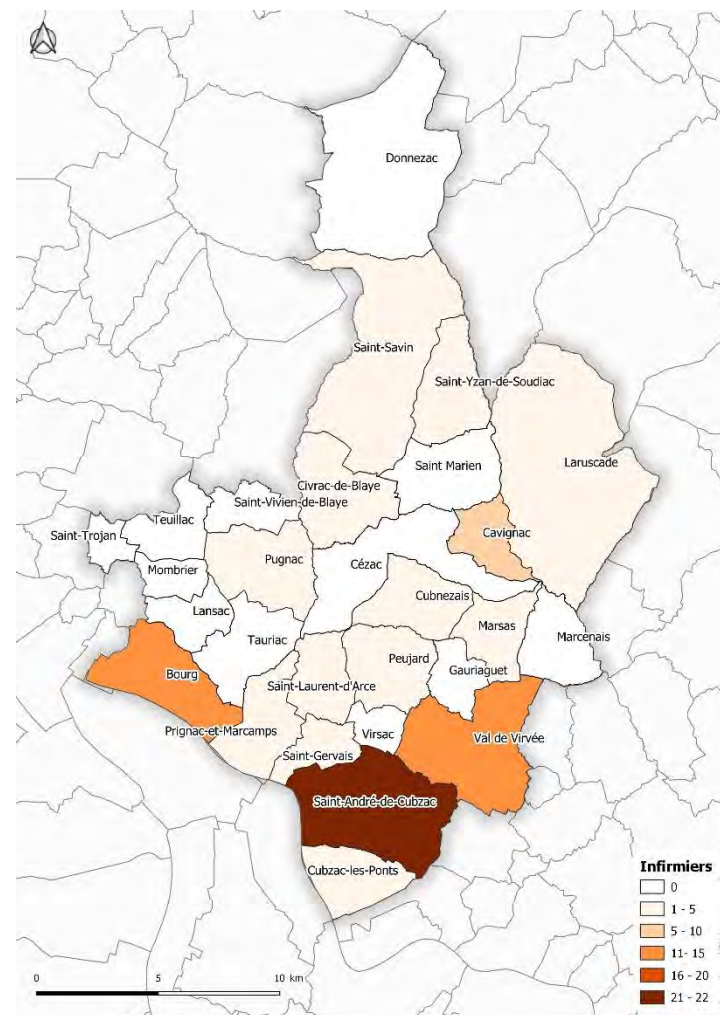 Donnezac
Saint-Savin
Saint-Yzan-de-Soudiac
Saint Marien
Laruscade
Civrac-de-Blaye
Saint-Vivien-de-Blaye
Teuillac
Saint-Trojan
Cavignac
Pugnac
Cézac
Mombrier
Cubnezais
Lansac
Marsas
Tauriac
Marcenais
Peujard
Gauriaguet
Bourg
Saint-Laurent-d'Arce
Prignac-et-Marcamps
Virsac
Val de Virvée
Saint-Gervais
Saint-André-de-Cubzac
Cubzac-les-Ponts
Infirmiers
0
1 - 5
5 - 10
11- 15
16 - 20
21 - 22
0 5 10 km